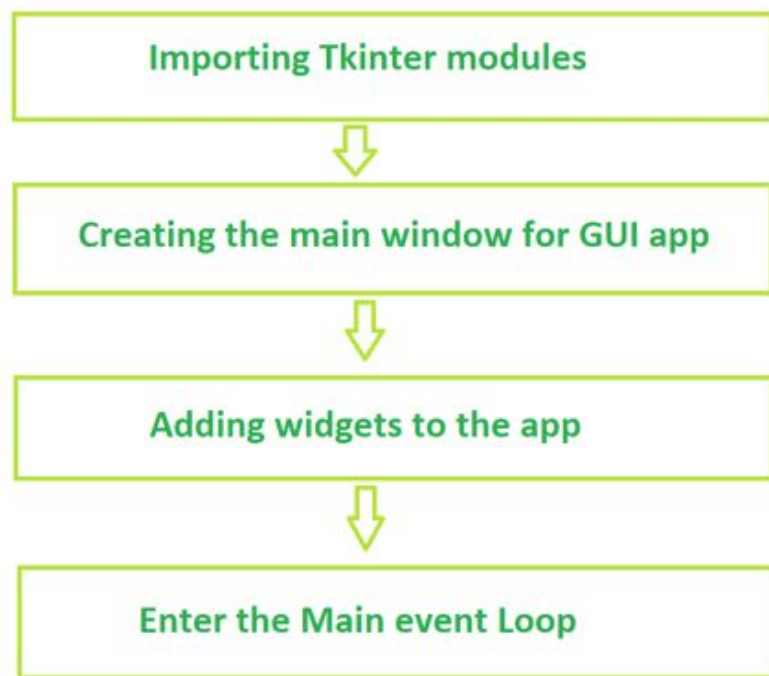 Importing Tkinter modules
Creating the main window for GUI app
Adding widgets to the app
Enter the Main event Loop